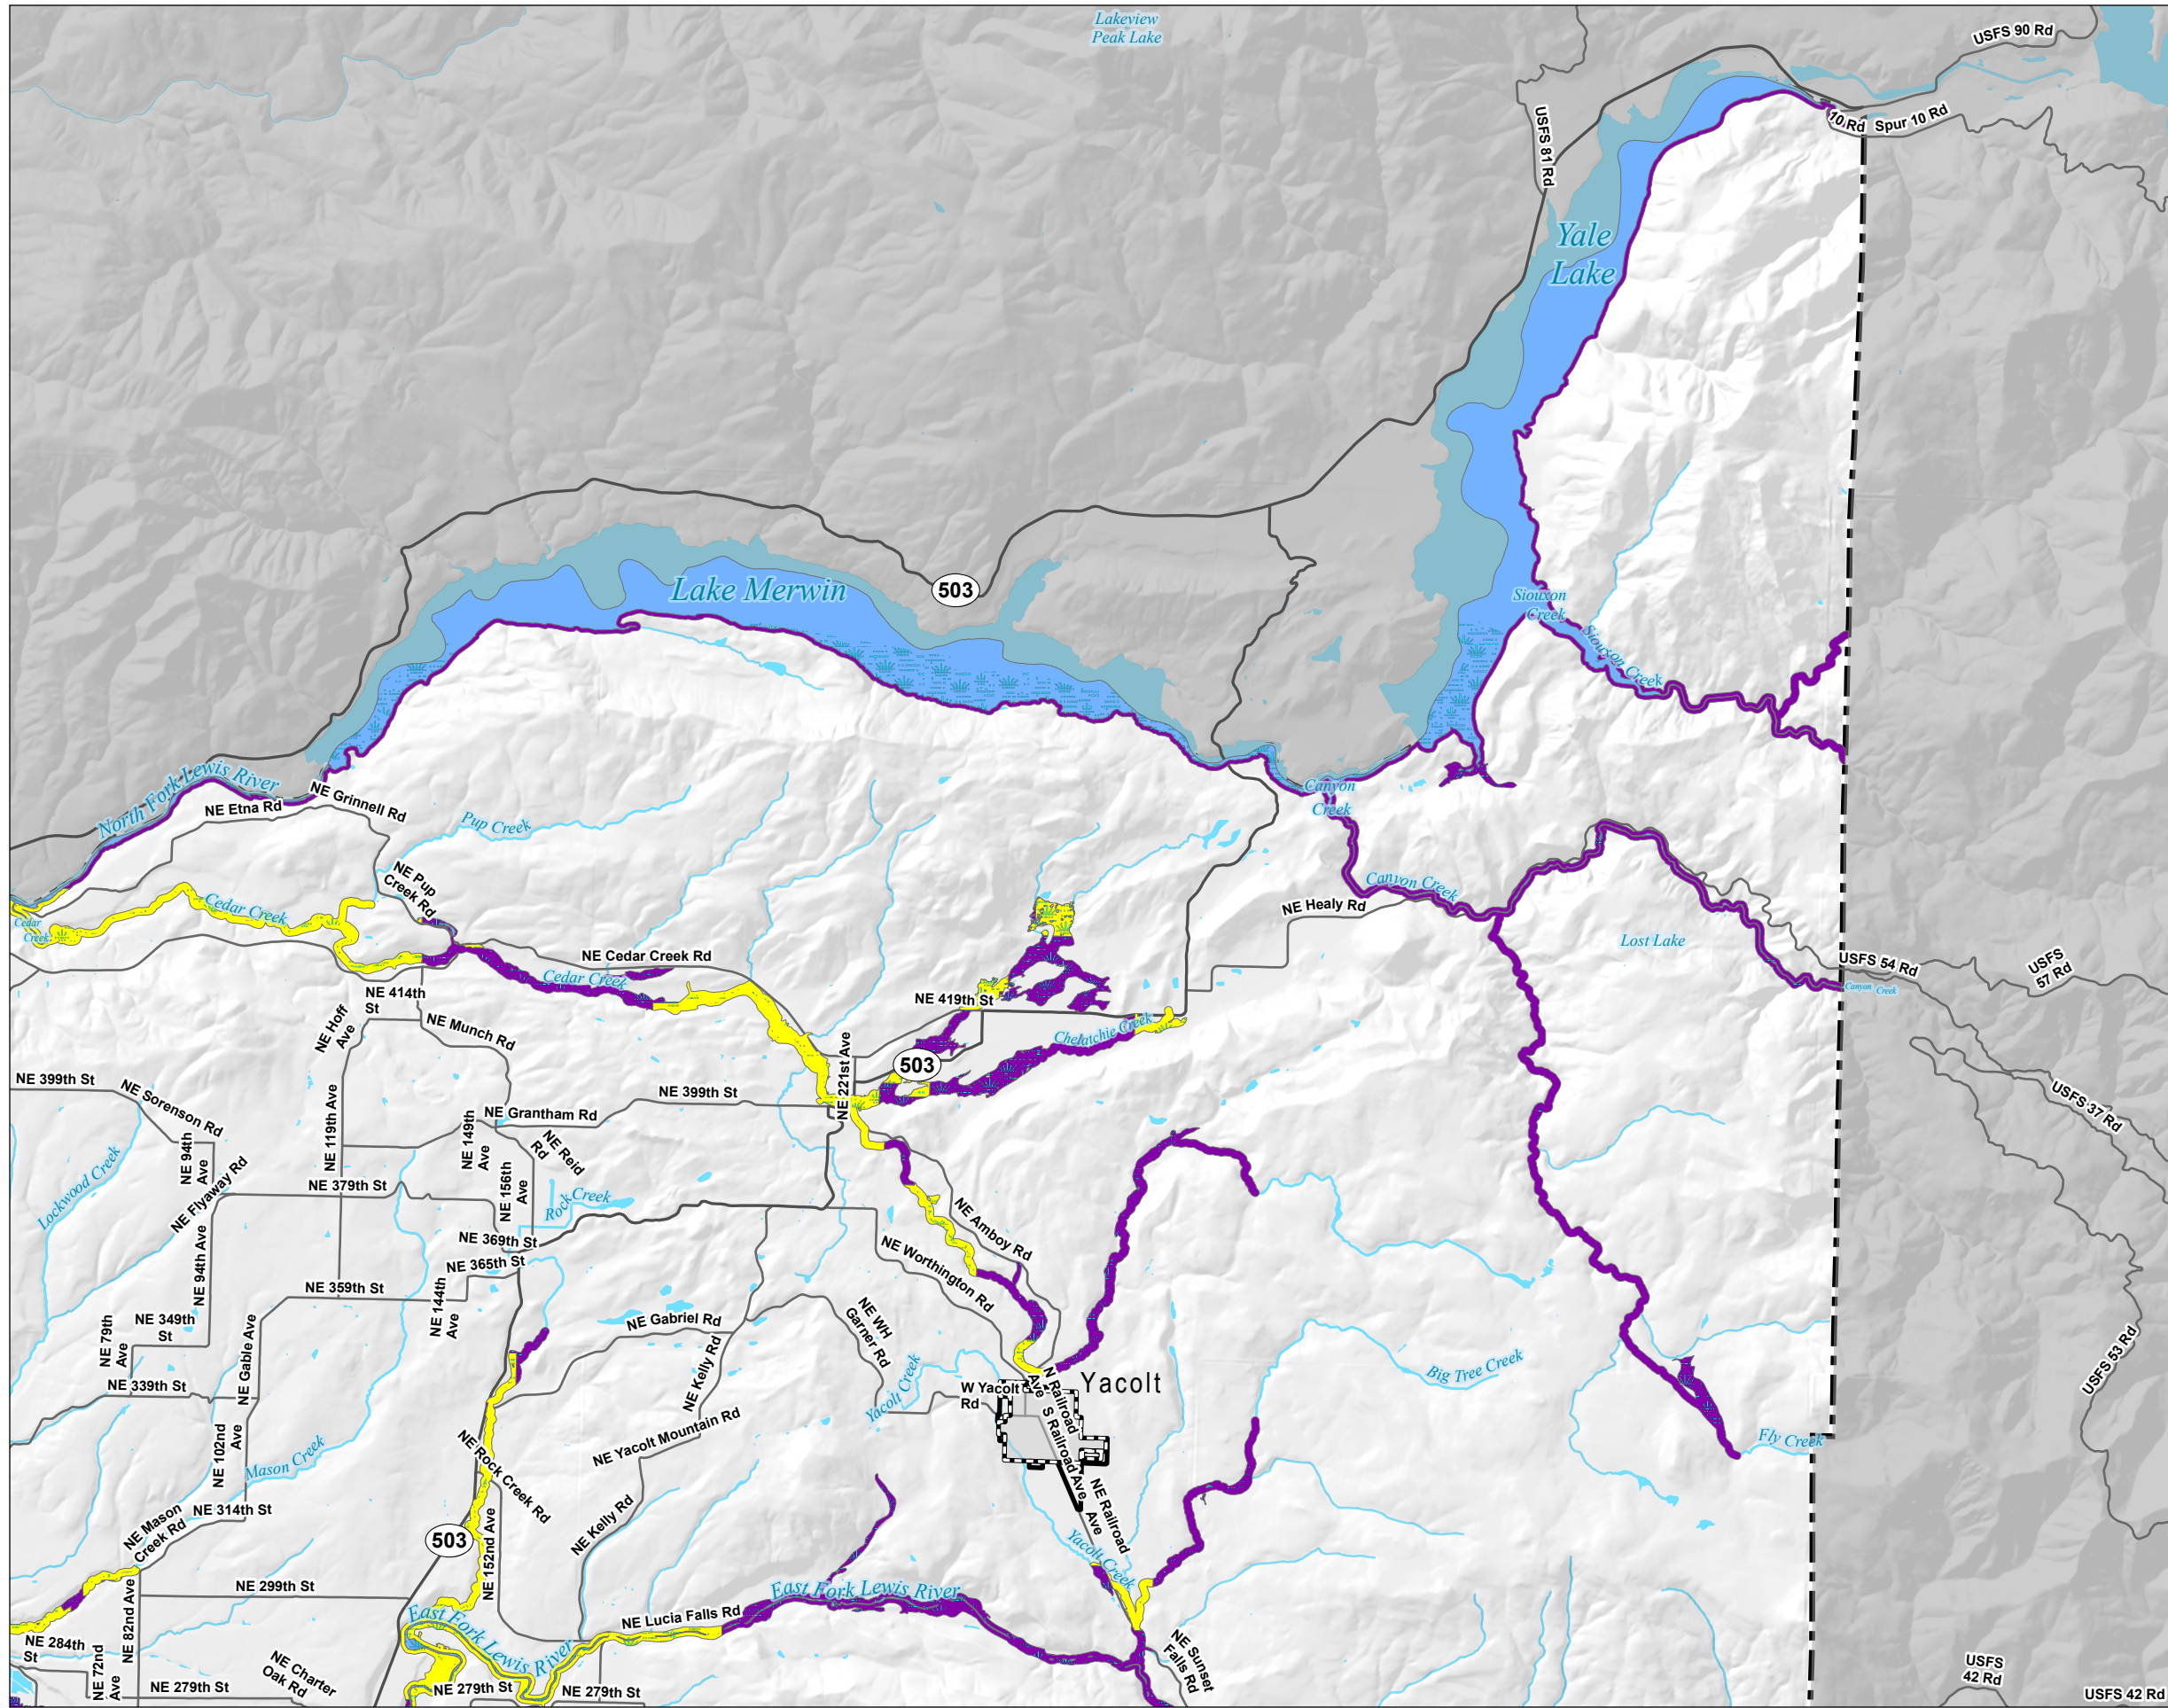 Lakeview
Peak Lake
USFS 90 Rd
USFS 81 Rd
10 Rd
Spur 10 Rd
Yale
Lake
Lake Merwin
503
Siouxon
Creek
Siouxon Creek
North Fork Lewis River
NE Etna Rd
NE Grinnell Rd
Pup Creek
Canyon
Creek
NE Pup
Creek Rd
Canyon Creek
NE Healy Rd
Cedar Creek
Cedar
Creek
Lost Lake
NE Cedar Creek Rd
Cedar Creek
USFS 54 Rd
USFS
57 Rd
Canyon
Creek
NE 414th
St
NE 419th St
NE Hoff
Ave
NE Munch Rd
Chelatchie Creek
503
NE 221st Ave
NE 399th St
NE Sorenson Rd
NE 399th St
NE Grantham Rd
USFS 37 Rd
NE 119th Ave
NE 94th
Ave
NE 149th
Ave
NE Reid
Rd
Lockwood Creek
NE Flyaway Rd
NE 379th St
NE 156th
Ave
Rock Creek
NE Amboy Rd
NE 369th St
NE 365th St
NE Worthington Rd
NE 94th Ave
NE 359th St
NE 144th
Ave
NE 349th
St
NE 79th
Ave
NE Gable Ave
NE Gabriel Rd
NE WH
Garner Rd
NE Kelly Rd
Big Tree Creek
USFS 53 Rd
NE 339th St
Yacolt Creek
W Yacolt
Rd
N Railroad
Ave
Yacolt
S Railroad Ave
NE 102nd
Ave
Mason Creek
NE Rock Creek Rd
NE Yacolt Mountain Rd
Fly Creek
NE Railroad
Ave
NE Mason
Creek Rd
NE 314th St
503
NE 152nd Ave
NE Kelly Rd
Yacolt Creek
NE 299th St
NE 82nd Ave
East Fork Lewis River
East Fork Lewis River
NE Lucia Falls Rd
NE 284th
St
NE 72nd
Ave
NE Charter
Oak Rd
NE Sunset
Falls Rd
NE 279th St
NE 279th St
NE 279th St
USFS
42 Rd
USFS 42 Rd